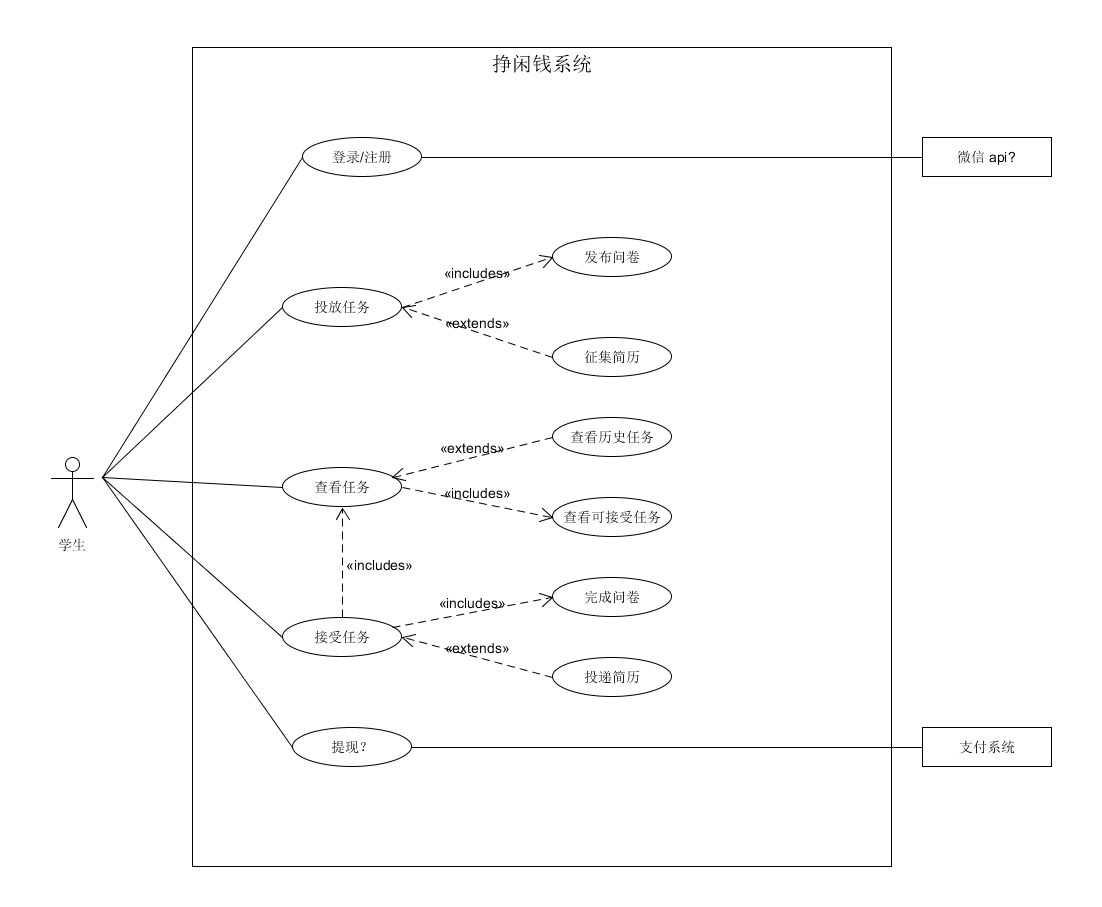 挣闲钱系统
登录/注册
微信 api?
发布问卷
«includes»
投放任务
«extends»
征集简历
查看历史任务
«extends»
查看任务
«includes»
查看可接受任务
学生
«includes»
完成问卷
«includes»
接受任务
«extends»
投递简历
提现？
支付系统